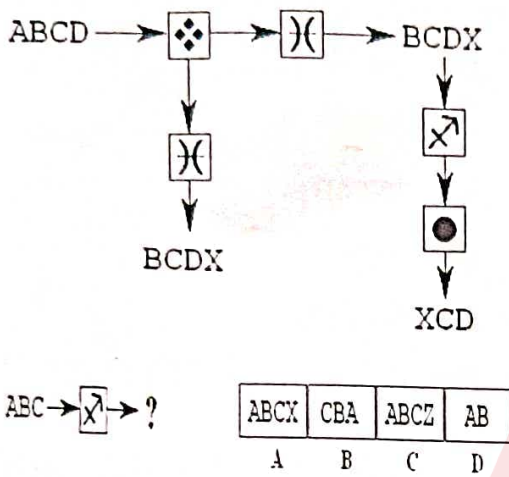 ABCD BCDX
BCDX
XCD
ABC ?
ABCX CBA ABCZ AB
A B C D